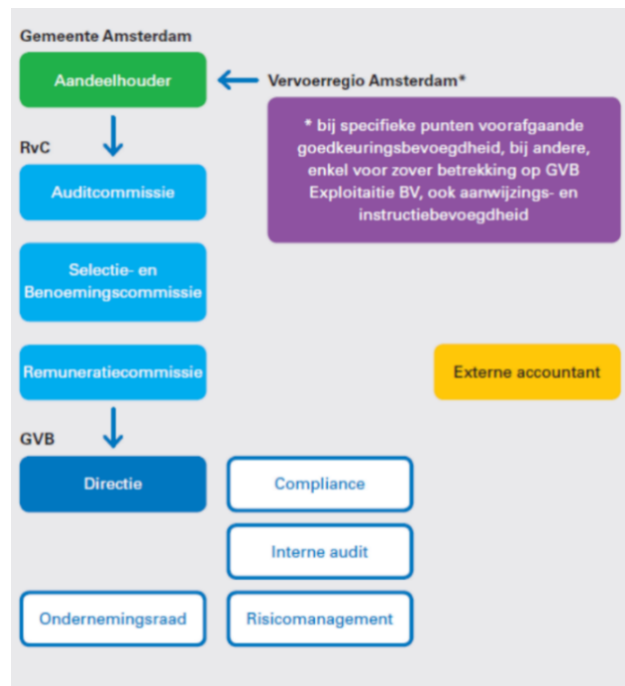 Gemeente Amsterdam
Aandeelhouder
Vervoerregio Amsterdam*
* bij specifieke punten voorafgaande
goedkeuringsbevoegdheid, bij andere,
enkel voor zover betrekking op GVB
Exploitaitie BV, ook aanwijzings- en
instructiebevoegdheid
RvC
Auditcommissie
Selectie- en
Benoemingscommissie
Remuneratiecommissie
Externe accountant
GVB
Directie
Compliance
Interne audit
Ondernemingsraad
Risicomanagement